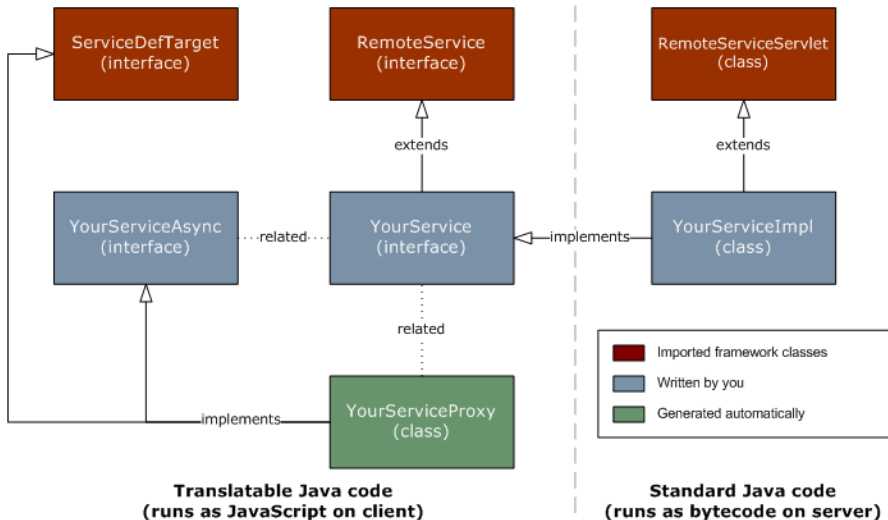 ServiceDefTarget
(interface)
RemoteService
(interface)
RemoteServiceServlet
(class)
extends
extends
YourServiceAsync
(interface)
related
YourService
(interface)
implements
YourServiceImpl
(class)
related
Imported framework classes
Written by you
Generated automatically
implements
YourServiceProxy
(class)
Translatable Java code
(runs as JavaScript on client)
Standard Java code
(runs as bytecode on server)